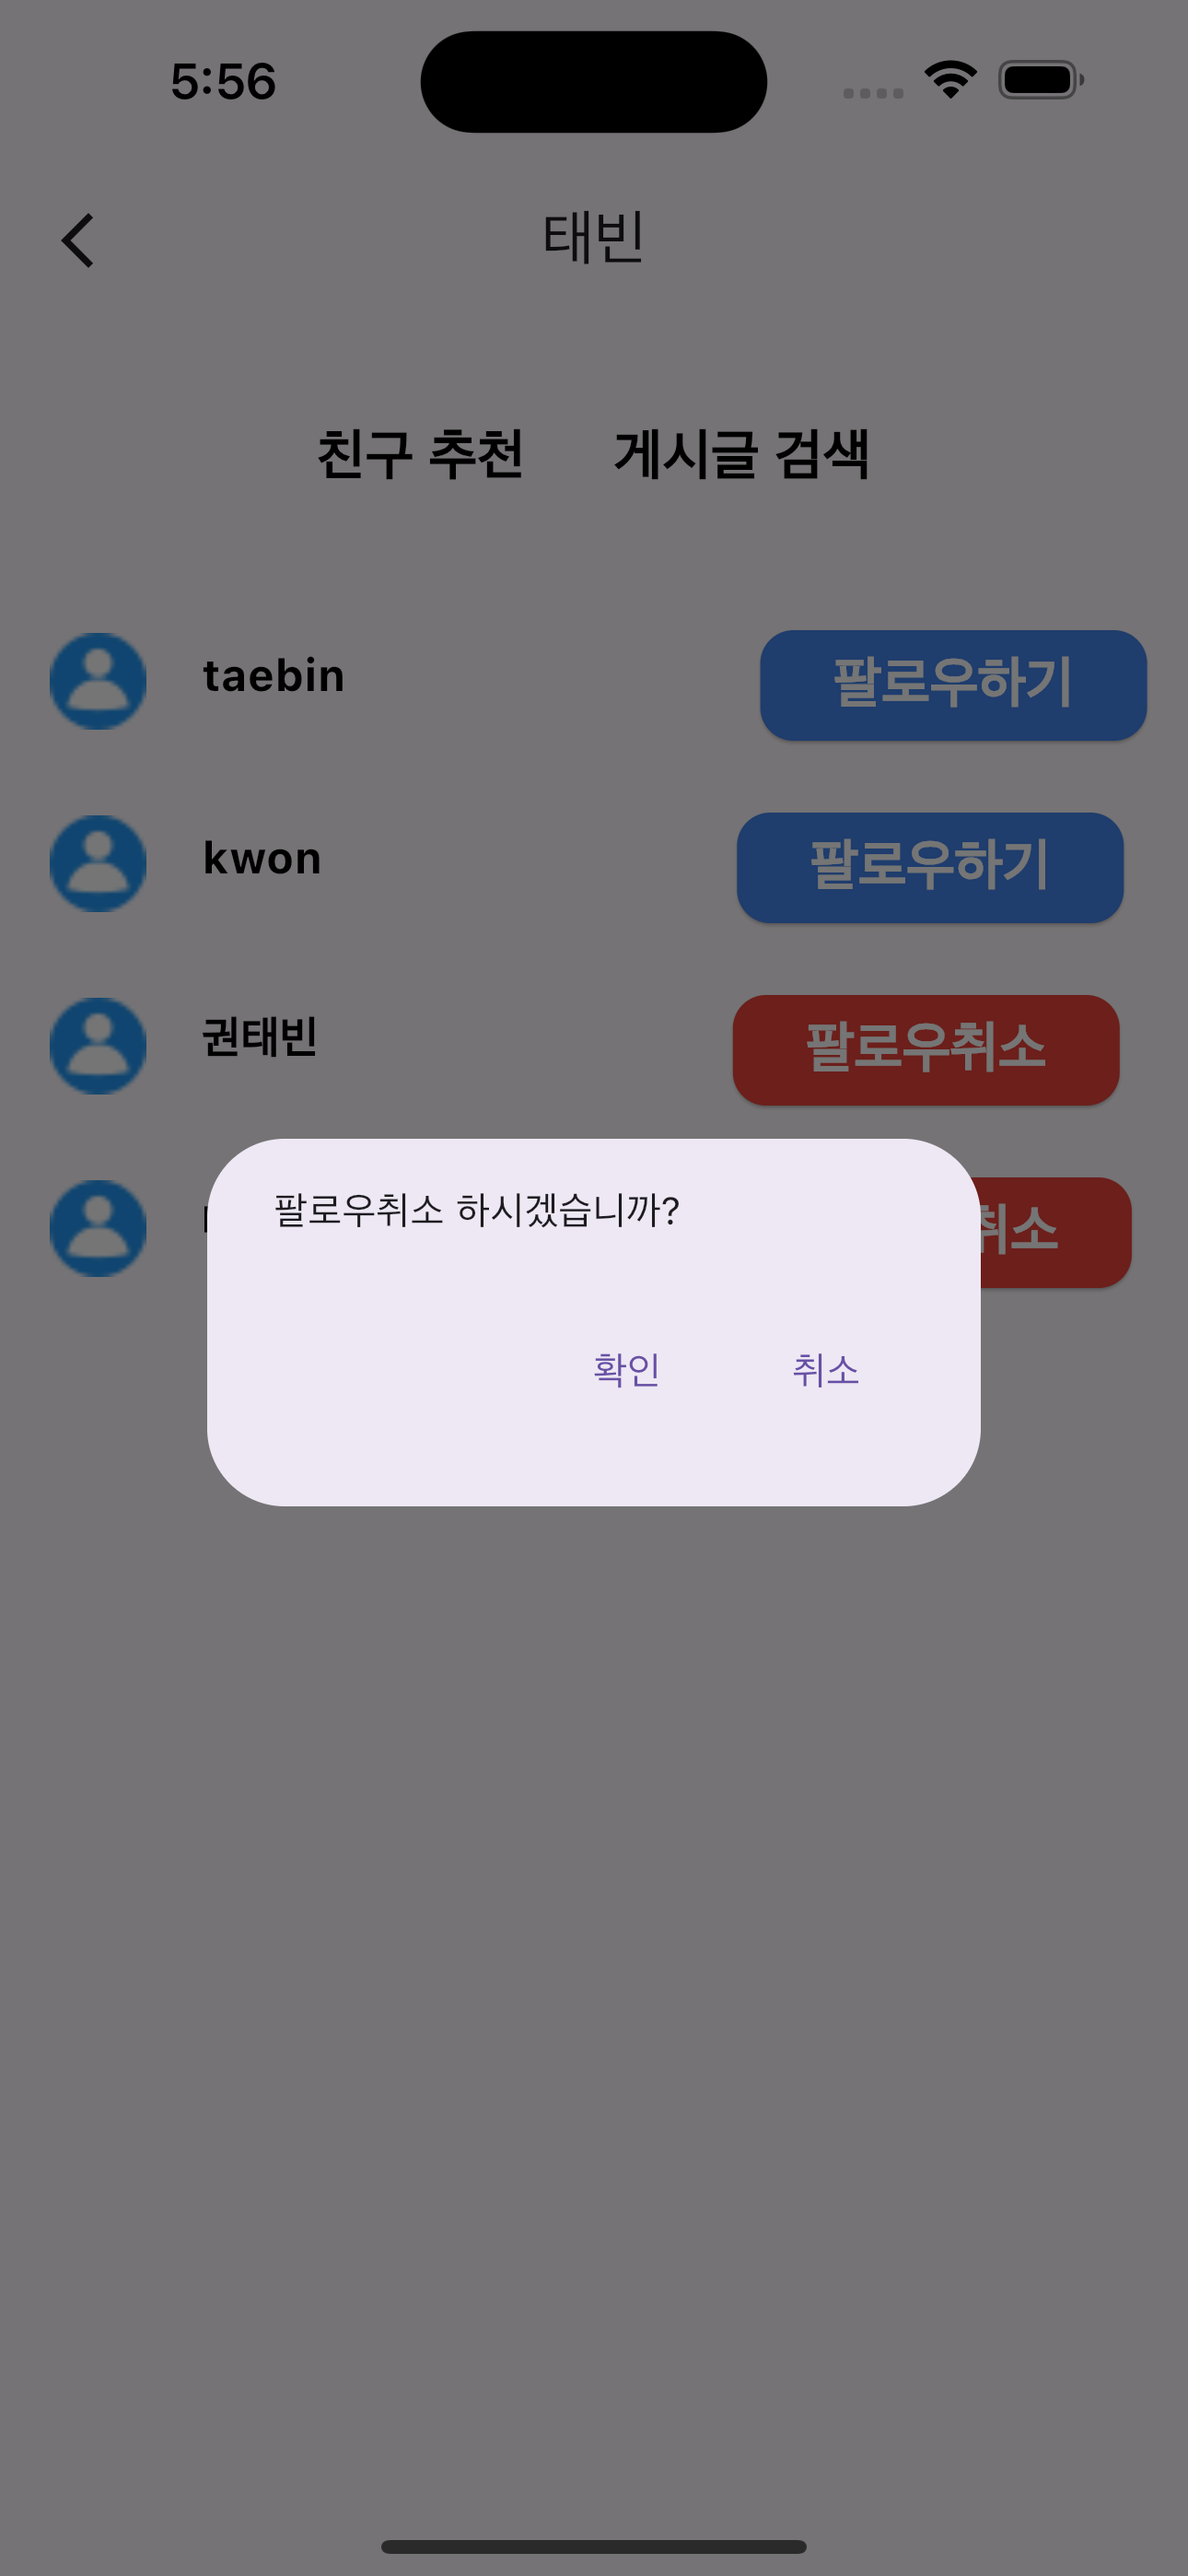 5:56
태빈
친구 추천 게시글 검색
taebin 팔로우하기
kwon 팔로우하기
권태빈 팔로우취소
취소
팔로우취소 하시겠습니까?
확인 취소